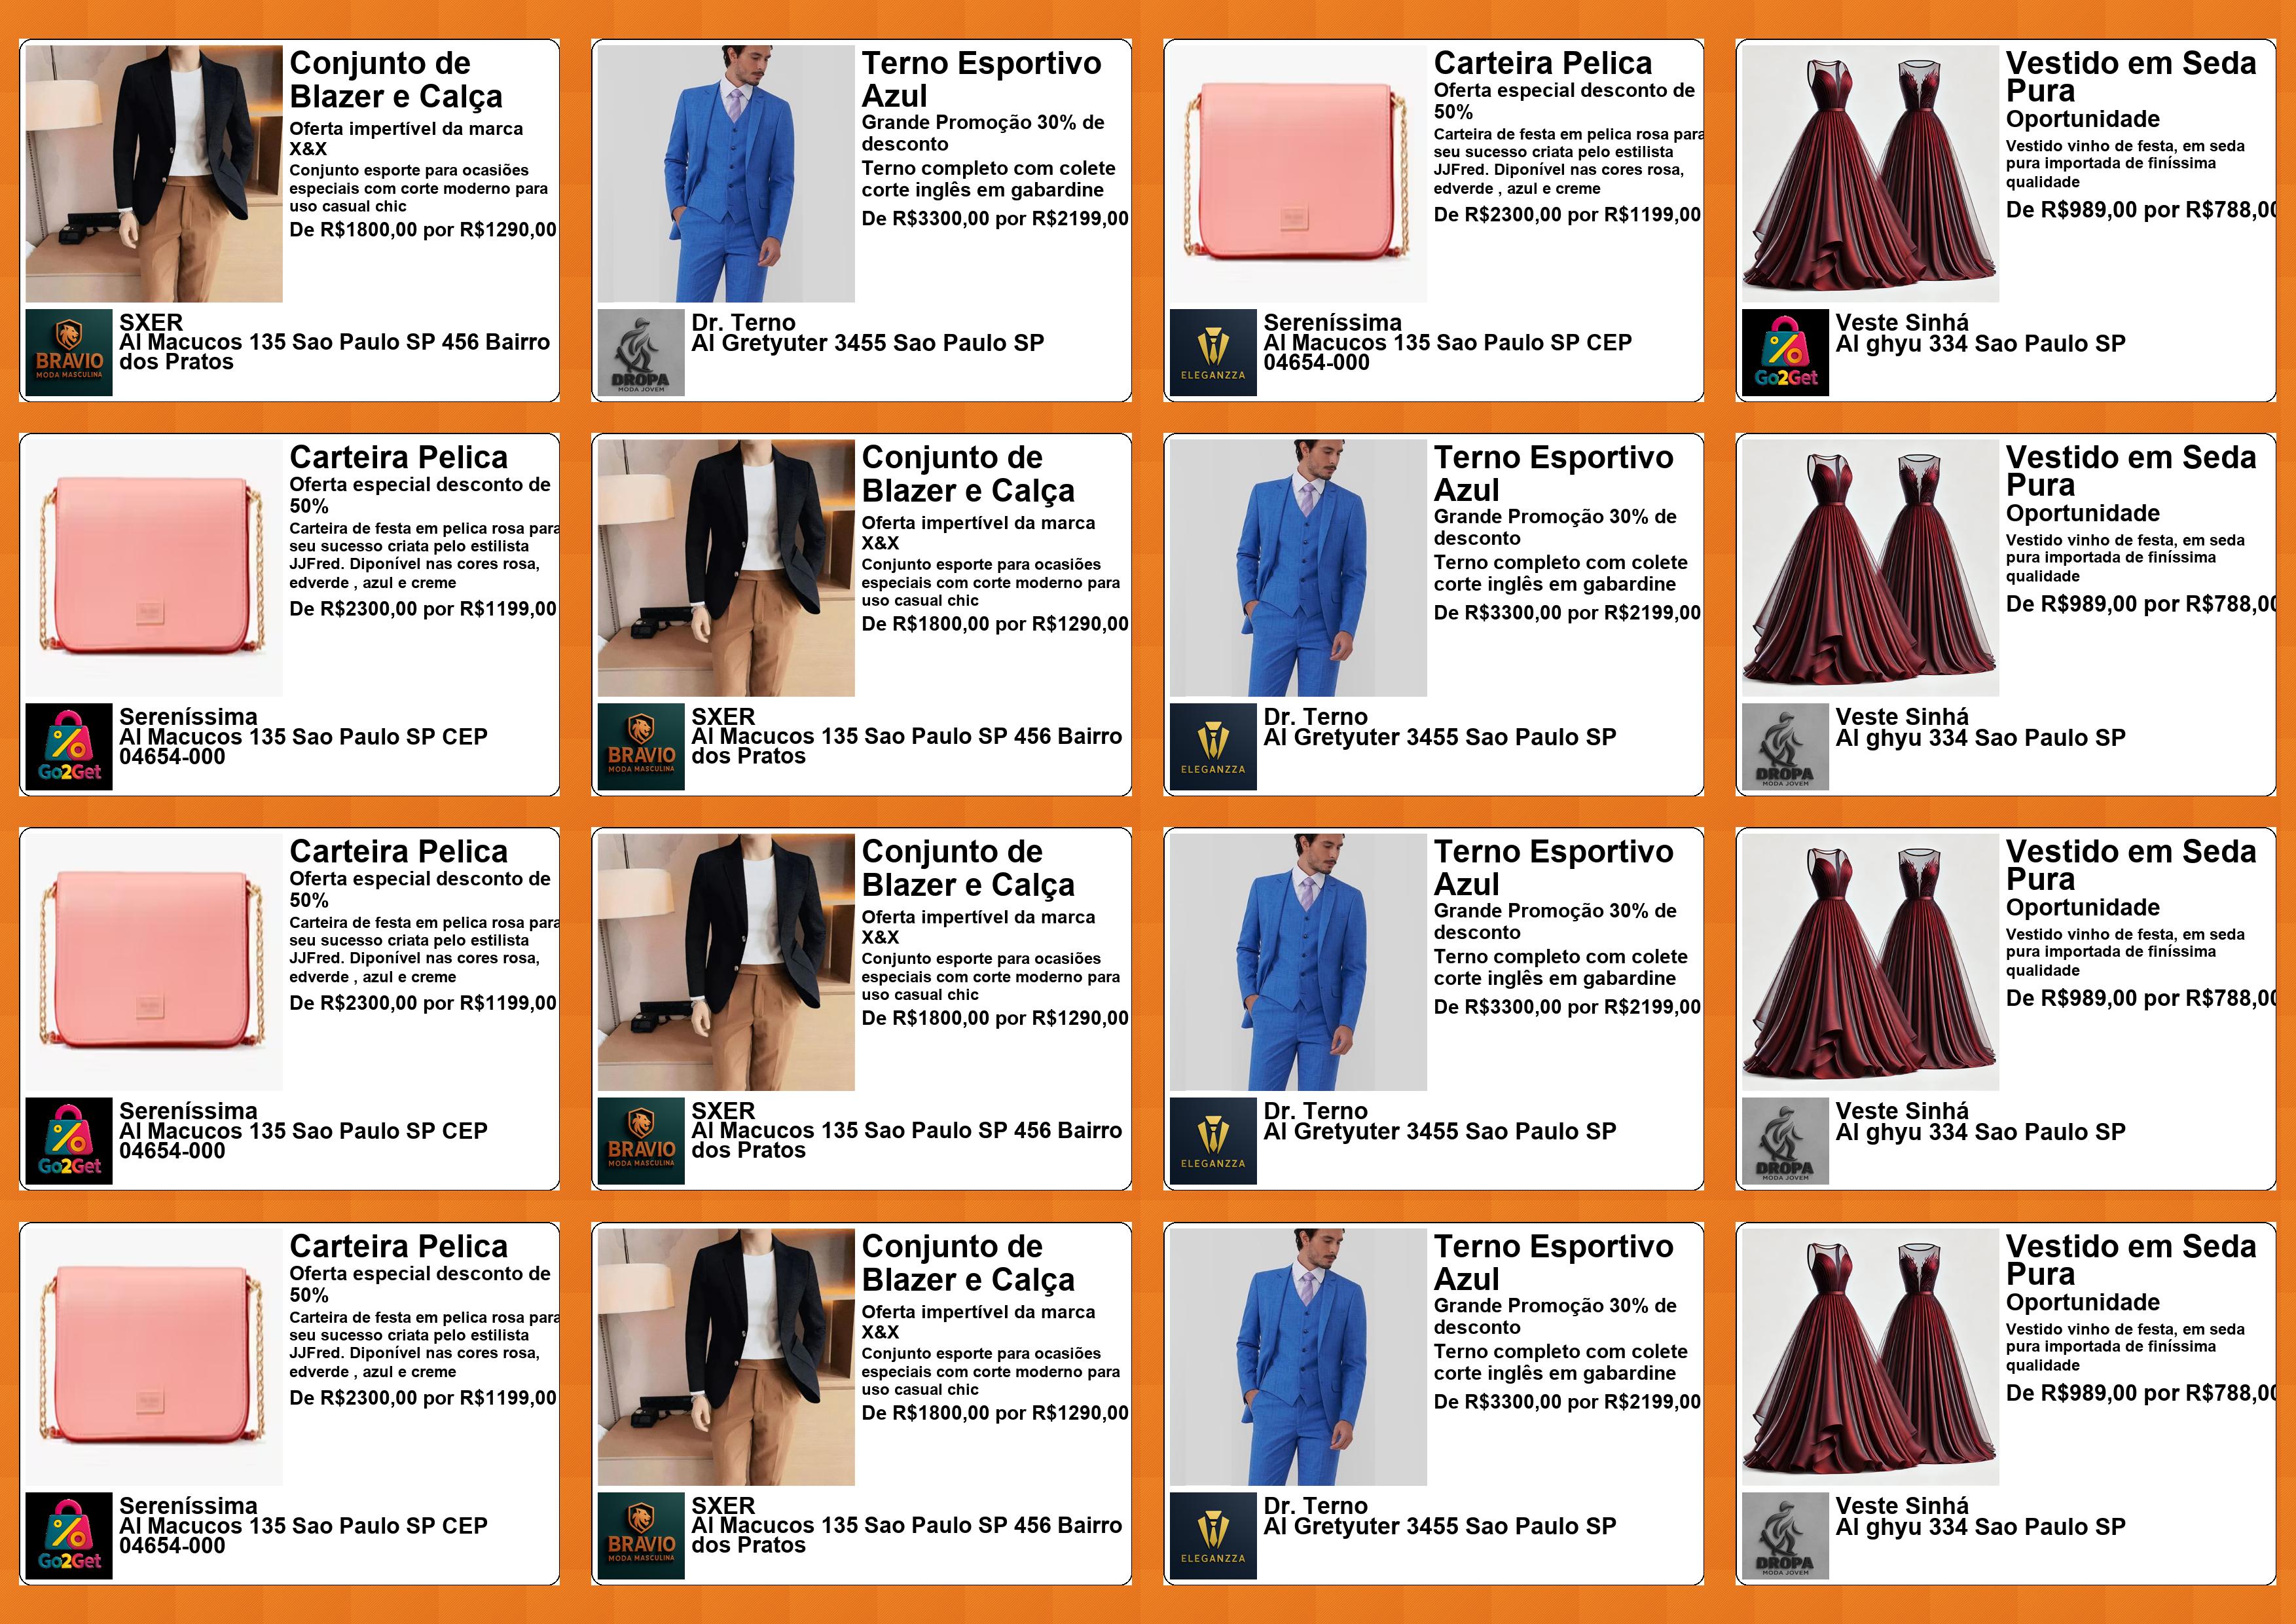 Conjunto de
Blazer e Calça
Oferta impertível da marca
X&X
Conjunto esporte para ocasiões
especiais com corte moderno para
uso casual chic
De R$1800,00 por R$1290,00
BRAVIO
MODA MASCULINA
SXER
Al Macucos 135 Sao Paulo SP 456 Bairro
dos Pratos
Terno Esportivo
Azul
Grande Promoção 30% de
desconto
Terno completo com colete
corte inglês em gabardine
De R$3300,00 por R$2199,00
DROPA
MODA JOVEM
Dr. Terno
Al Gretyuter 3455 Sao Paulo SP
Carteira Pelica
Oferta especial desconto de
50%
Carteira de festa em pelica rosa para
seu sucesso criata pelo estilista
JJFred. Diponível nas cores rosa,
edverde , azul e creme
De R$2300,00 por R$1199,00
ELEGANZZA
Sereníssima
Al Macucos 135 Sao Paulo SP CEP
04654-000
Vestido em Seda
Pura
Oportunidade
Vestido vinho de festa, em seda
pura importada de finíssima
qualidade
De R$989,00 por R$788,00
%
Go2Get
Veste Sinhá
Al ghyu 334 Sao Paulo SP
Carteira Pelica
Oferta especial desconto de
50%
Carteira de festa em pelica rosa para
seu sucesso criata pelo estilista
JJFred. Diponível nas cores rosa,
edverde , azul e creme
De R$2300,00 por R$1199,00
%
Go2Get
Sereníssima
Al Macucos 135 Sao Paulo SP CEP
04654-000
Conjunto de
Blazer e Calça
Oferta impertível da marca
X&X
Conjunto esporte para ocasiões
especiais com corte moderno para
uso casual chic
De R$1800,00 por R$1290,00
BRAVIO
MODA MASCULINA
SXER
Al Macucos 135 Sao Paulo SP 456 Bairro
dos Pratos
Terno Esportivo
Azul
Grande Promoção 30% de
desconto
Terno completo com colete
corte inglês em gabardine
De R$3300,00 por R$2199,00
ELEGANZZA
Dr. Terno
Al Gretyuter 3455 Sao Paulo SP
Vestido em Seda
Pura
Oportunidade
Vestido vinho de festa, em seda
pura importada de finíssima
qualidade
De R$989,00 por R$788,00
DROPA
MODA JOVEM
Veste Sinhá
Al ghyu 334 Sao Paulo SP
Carteira Pelica
Oferta especial desconto de
50%
Carteira de festa em pelica rosa para
seu sucesso criata pelo estilista
JJFred. Diponível nas cores rosa,
edverde , azul e creme
De R$2300,00 por R$1199,00
%
Go2Get
Sereníssima
Al Macucos 135 Sao Paulo SP CEP
04654-000
Conjunto de
Blazer e Calça
Oferta impertível da marca
X&X
Conjunto esporte para ocasiões
especiais com corte moderno para
uso casual chic
De R$1800,00 por R$1290,00
BRAVIO
MODA MASCULINA
SXER
Al Macucos 135 Sao Paulo SP 456 Bairro
dos Pratos
Terno Esportivo
Azul
Grande Promoção 30% de
desconto
Terno completo com colete
corte inglês em gabardine
De R$3300,00 por R$2199,00
ELEGANZZA
Dr. Terno
Al Gretyuter 3455 Sao Paulo SP
Vestido em Seda
Pura
Oportunidade
Vestido vinho de festa, em seda
pura importada de finíssima
qualidade
De R$989,00 por R$788,00
DROPA
MODA JOVEM
Veste Sinhá
Al ghyu 334 Sao Paulo SP
Carteira Pelica
Oferta especial desconto de
50%
Carteira de festa em pelica rosa para
seu sucesso criata pelo estilista
JJFred. Diponível nas cores rosa,
edverde , azul e creme
De R$2300,00 por R$1199,00
%
Go2Get
Sereníssima
Al Macucos 135 Sao Paulo SP CEP
04654-000
Conjunto de
Blazer e Calça
Oferta impertível da marca
X&X
Conjunto esporte para ocasiões
especiais com corte moderno para
uso casual chic
De R$1800,00 por R$1290,00
BRAVIO
MODA MASCULINA
SXER
Al Macucos 135 Sao Paulo SP 456 Bairro
dos Pratos
Terno Esportivo
Azul
Grande Promoção 30% de
desconto
Terno completo com colete
corte inglês em gabardine
De R$3300,00 por R$2199,00
ELEGANZZA
Dr. Terno
Al Gretyuter 3455 Sao Paulo SP
Vestido em Seda
Pura
Oportunidade
Vestido vinho de festa, em seda
pura importada de finíssima
qualidade
De R$989,00 por R$788,00
DROPA
MODA JOVEM
Veste Sinhá
Al ghyu 334 Sao Paulo SP